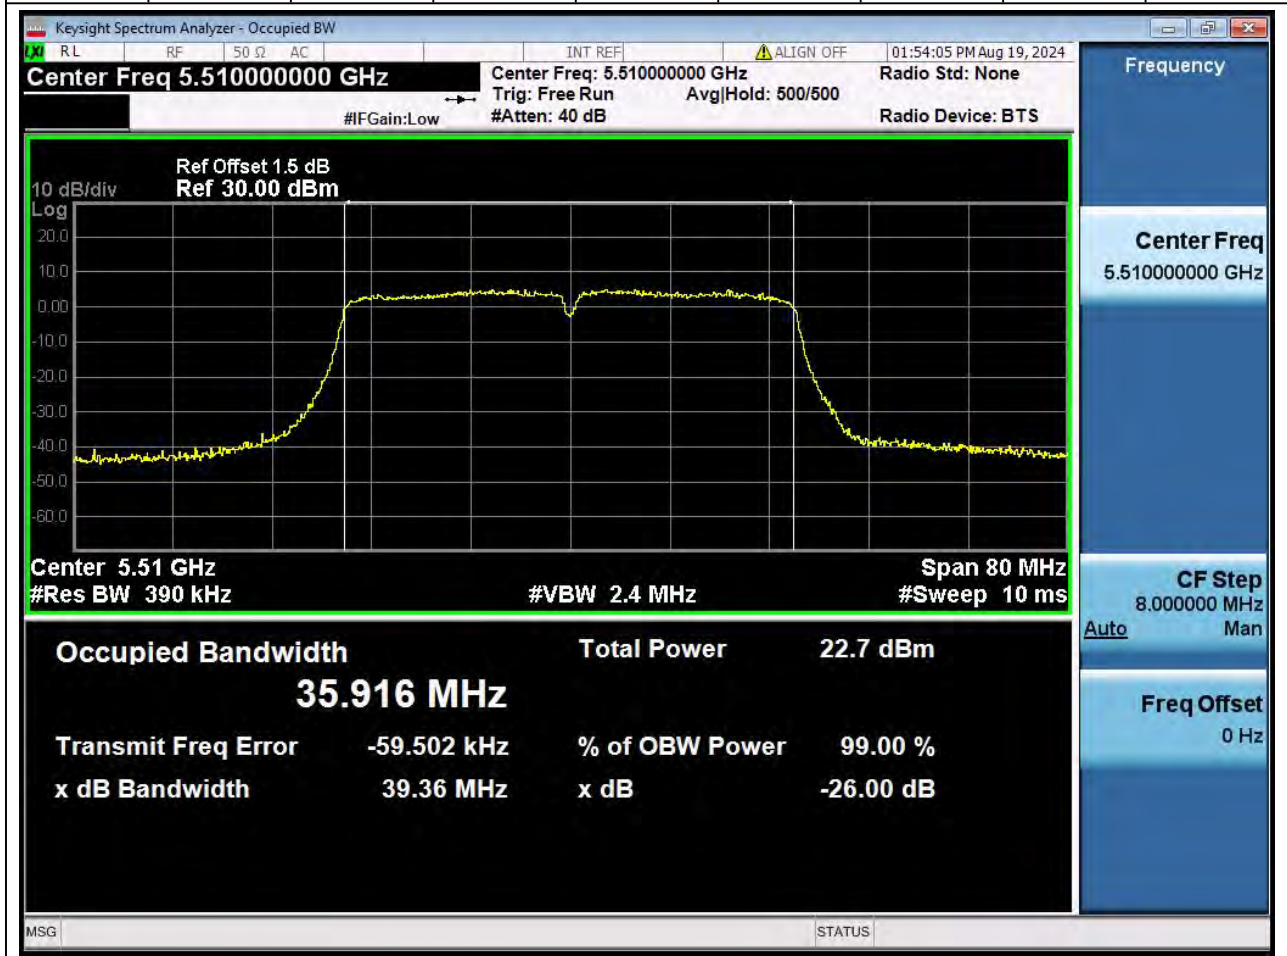 Keysight Spectrum Analyzer - Occupied BW
LXI RL RF 50 Ω AC INT REF ALIGN OFF 01:54:05 PM Aug 19, 2024
Center Freq 5.510000000 GHz
Center Freq: 5.510000000 GHz
Radio Std: None
Trig: Free Run Avg|Hold: 500/500
#IFGain:Low
#Atten: 40 dB
Radio Device: BTS
Ref Offset 1.5 dB
10 dB/div Ref 30.00 dBm
Log
20.0
10.0
0.00
-10.0
-20.0
-30.0
-40.0
-50.0
-60.0
Center 5.51 GHz Span 80 MHz
#Res BW 390 kHz #VBW 2.4 MHz #Sweep 10 ms
Occupied Bandwidth Total Power 22.7 dBm
35.916 MHz
Transmit Freq Error -59.502 kHz % of OBW Power 99.00 %
x dB Bandwidth 39.36 MHz x dB -26.00 dB
MSG STATUS
Frequency
Center Freq
5.510000000 GHz
CF Step
8.000000 MHz
Auto Man
Freq Offset
0 Hz